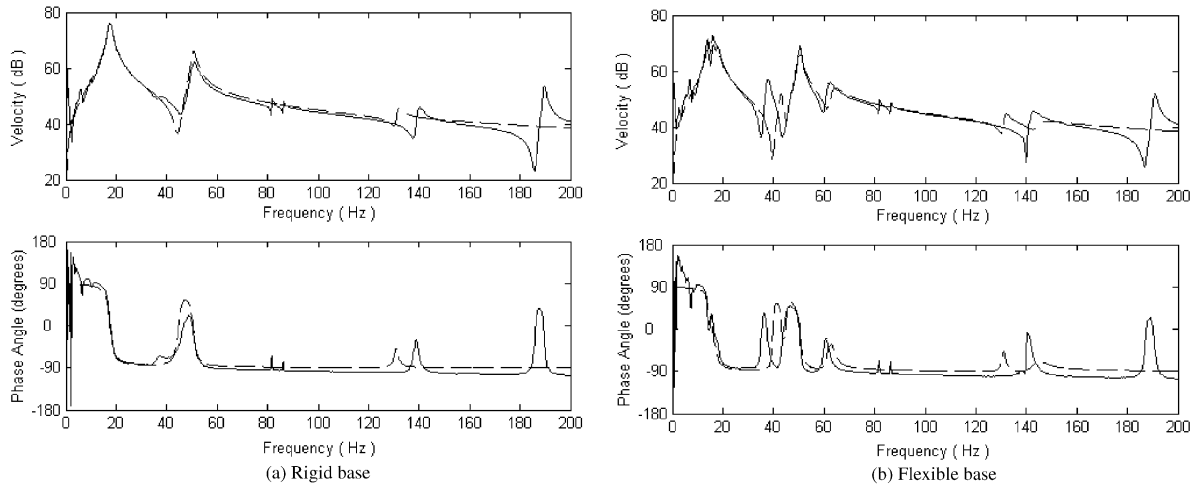 80
60
40
20
Velocity ( dB )
0 20 40 60 80 100 120 140 160 180 200
Frequency ( Hz )
180
90
0
-90
-180
Phase Angle (degrees)
0 20 40 60 80 100 120 140 160 180 200
Frequency ( Hz )
(a) Rigid base
80
60
40
20
Velocity ( dB )
0 20 40 60 80 100 120 140 160 180 200
Frequency ( Hz )
180
90
0
-90
-180
Phase Angle (degrees)
0 20 40 60 80 100 120 140 160 180 200
Frequency ( Hz )
(b) Flexible base